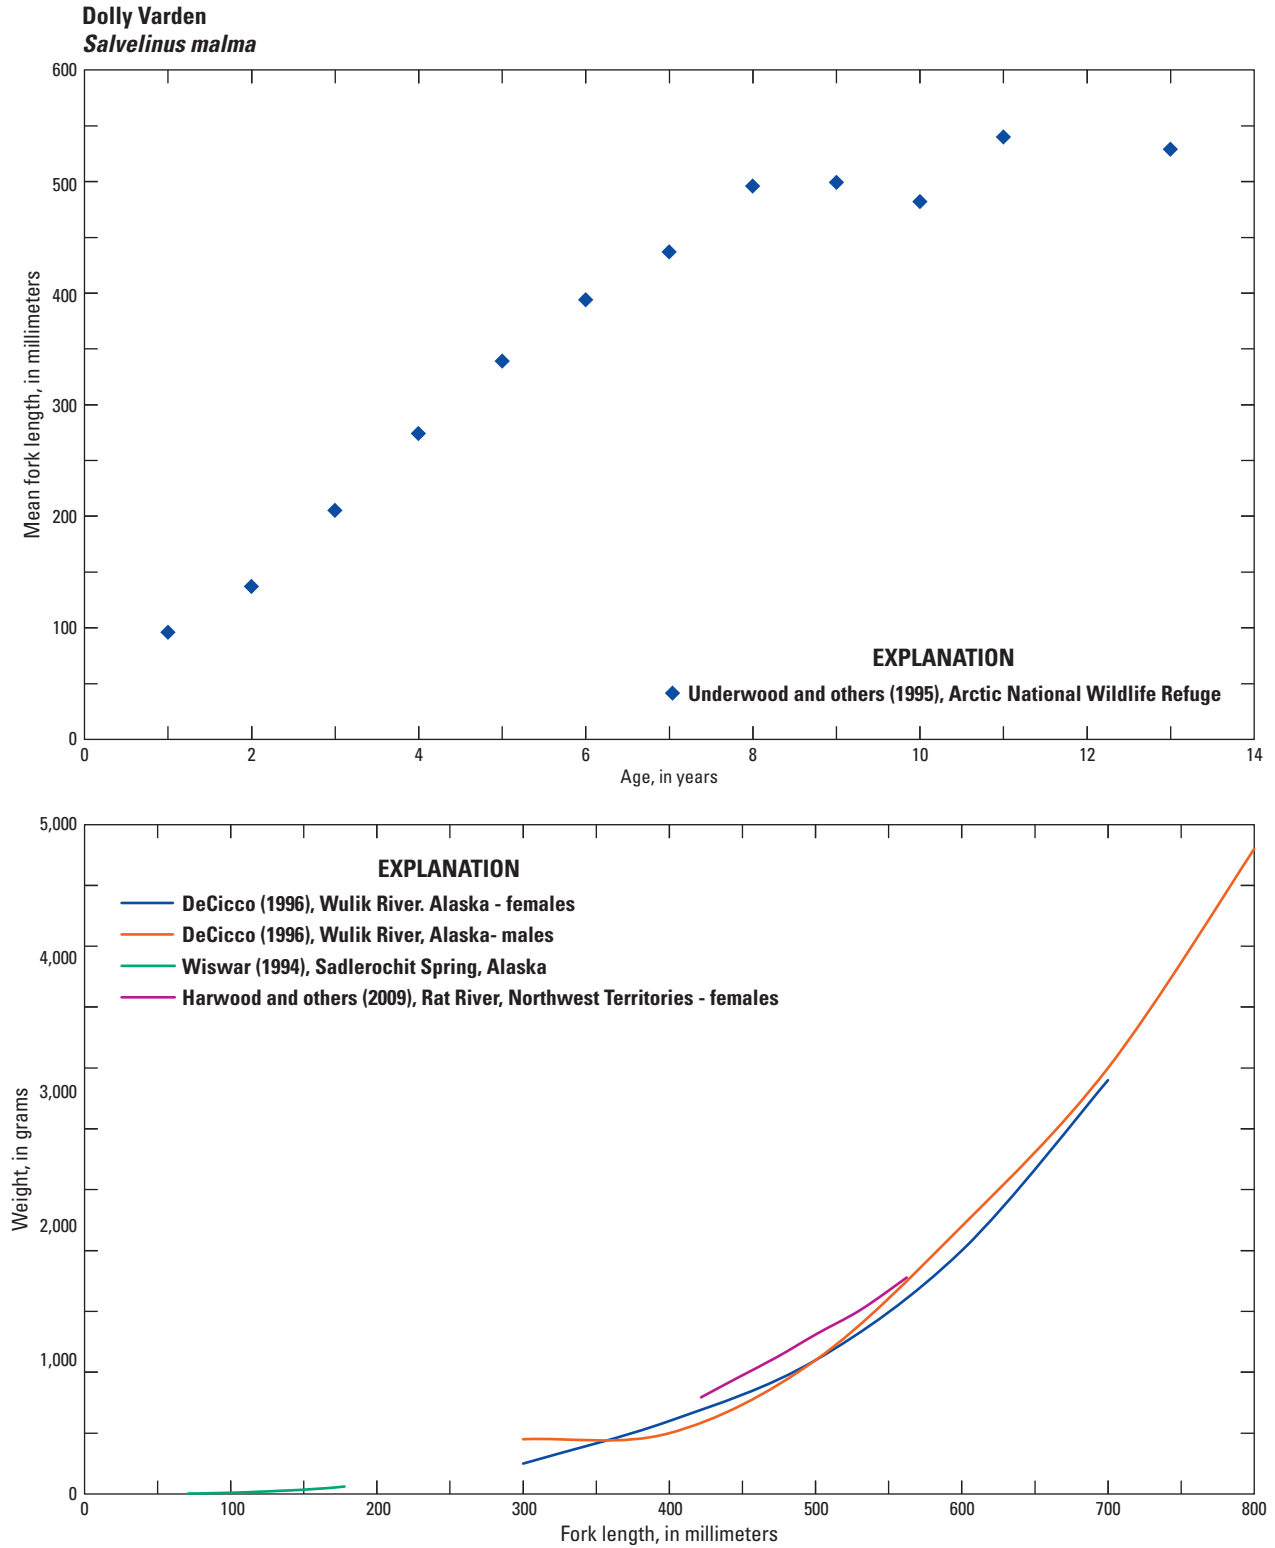 Dolly Varden
Salvelinus malma
600
500
400
300
200
100
0
Mean fork length, in millimeters
EXPLANATION
Underwood and others (1995), Arctic National Wildlife Refuge
0 2 4 6 8 10 12 14
Age, in years
5,000
4,000
3,000
2,000
1,000
0
Weight, in grams
EXPLANATION
DeCicco (1996), Wulik River. Alaska - females
DeCicco (1996), Wulik River, Alaska- males
Wiswar (1994), Sadlerochit Spring, Alaska
Harwood and others (2009), Rat River, Northwest Territories - females
0 100 200 300 400 500 600 700 800
Fork length, in millimeters